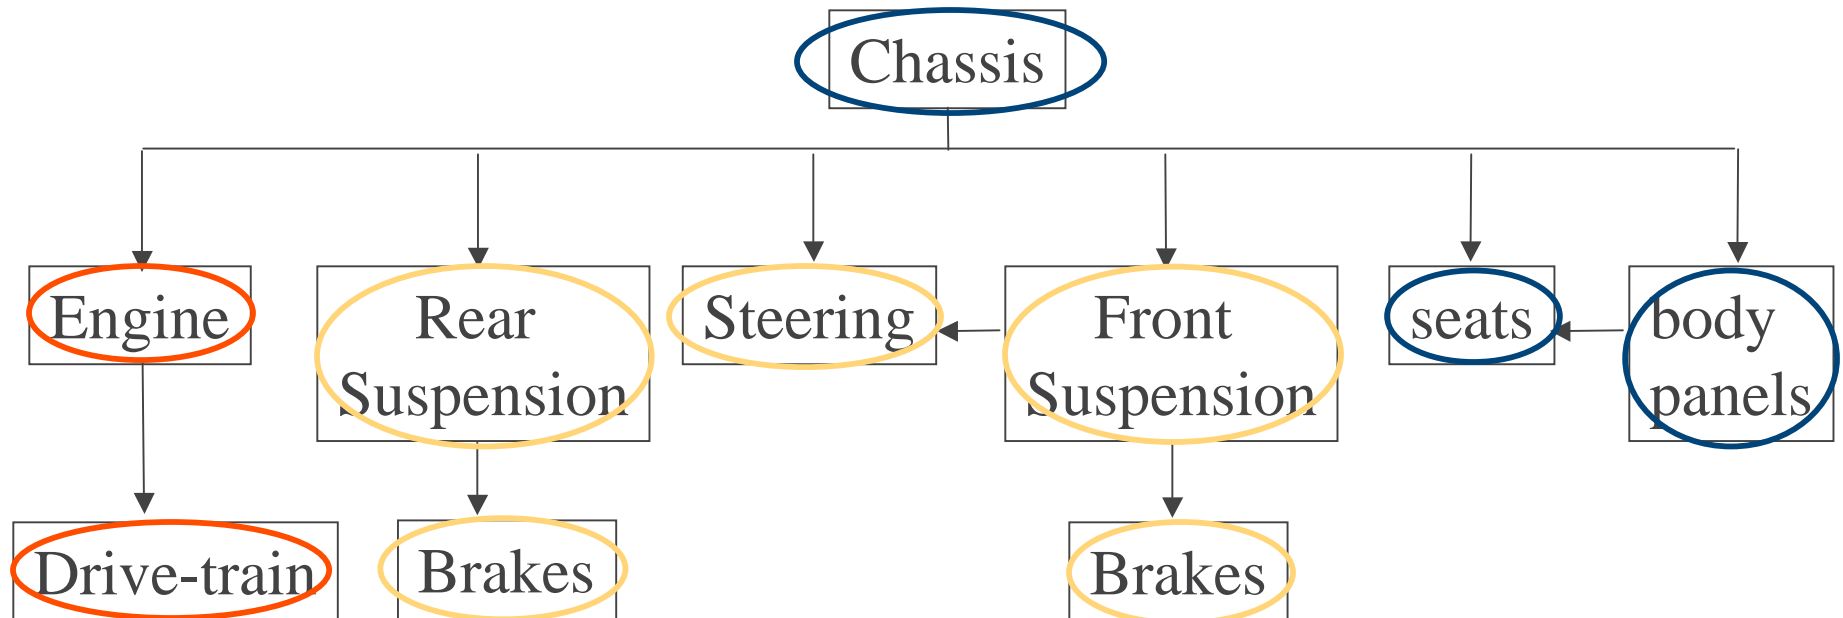 Chassis
Engine
Rear
Suspension
Steering
Front
Suspension
seats
body
panels
Drive-train
Brakes
Brakes